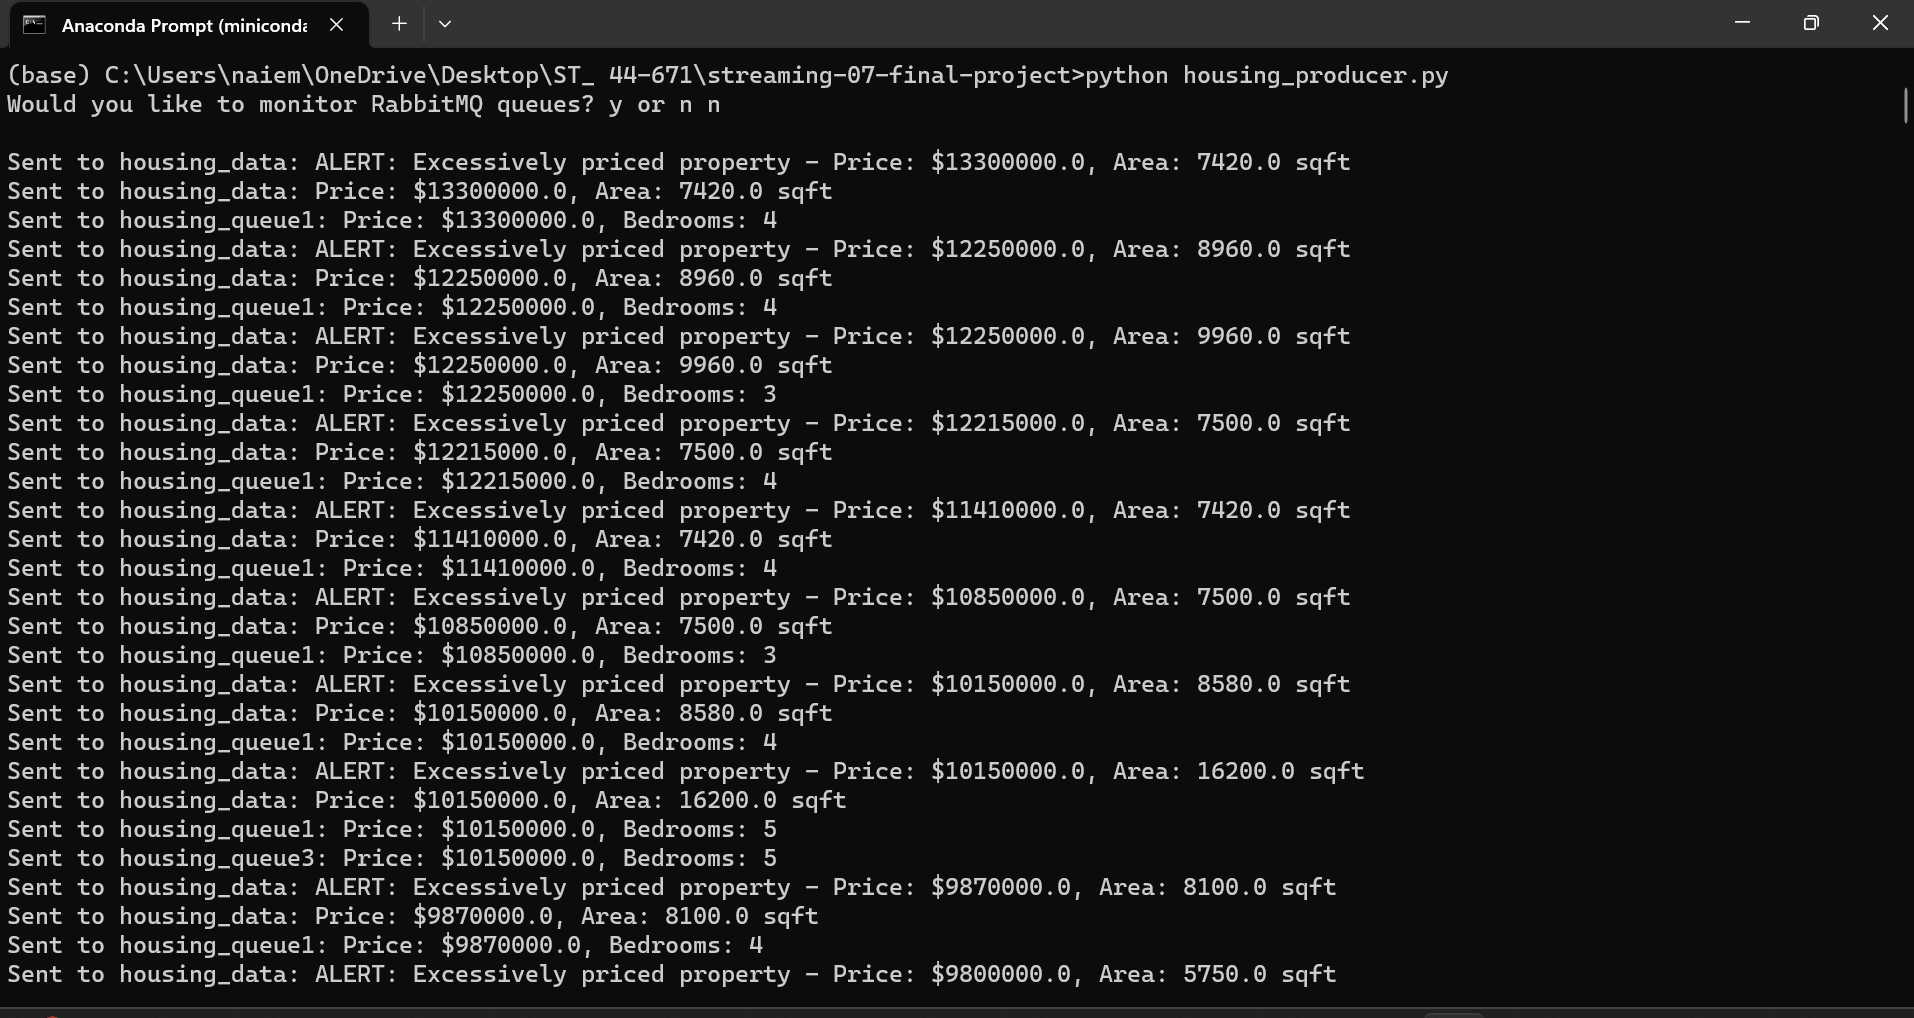 Anaconda Prompt (minicond
(base) C:\Users\naiem\OneDrive\Desktop\ST_ 44-671\streaming-07-final-project>python housing_producer.py
Would you like to monitor RabbitMQ queues? y or n n
Sent to housing_data: ALERT: Excessively priced property - Price: $13300000.0, Area: 7420.0 sqft
Sent to housing_data: Price: $13300000.0, Area: 7420.0 sqft
Sent to housing_queue1: Price: $13300000.0, Bedrooms: 4
Sent to housing_data: ALERT: Excessively priced property - Price: $12250000.0, Area: 8960.0 sqft
Sent to housing_data: Price: $12250000.0, Area: 8960.0 sqft
Sent to housing_queue1: Price: $12250000.0, Bedrooms: 4
Sent to housing_data: ALERT: Excessively priced property - Price: $12250000.0, Area: 9960.0 sqft
Sent to housing_data: Price: $12250000.0, Area: 9960.0 sqft
Sent to housing_queue1: Price: $12250000.0, Bedrooms: 3
Sent to housing_data: ALERT: Excessively priced property - Price: $12215000.0, Area: 7500.0 sqft
Sent to housing_data: Price: $12215000.0, Area: 7500.0 sqft
Sent to housing_queue1: Price: $12215000.0, Bedrooms: 4
Sent to housing_data: ALERT: Excessively priced property - Price: $11410000.0, Area: 7420.0 sqft
Sent to housing_data: Price: $11410000.0, Area: 7420.0 sqft
Sent to housing_queue1: Price: $11410000.0, Bedrooms: 4
Sent to housing_data: ALERT: Excessively priced property - Price: $10850000.0, Area: 7500.0 sqft
Sent to housing_data: Price: $10850000.0, Area: 7500.0 sqft
Sent to housing_queue1: Price: $10850000.0, Bedrooms: 3
Sent to housing_data: ALERT: Excessively priced property - Price: $10150000.0, Area: 8580.0 sqft
Sent to housing_data: Price: $10150000.0, Area: 8580.0 sqft
Sent to housing_queue1: Price: $10150000.0, Bedrooms: 4
Sent to housing_data: ALERT: Excessively priced property - Price: $10150000.0, Area: 16200.0 sqft
Sent to housing_data: Price: $10150000.0, Area: 16200.0 sqft
Sent to housing_queue1: Price: $10150000.0, Bedrooms: 5
Sent to housing_queue3: Price: $10150000.0, Bedrooms: 5
Sent to housing_data: ALERT: Excessively priced property - Price: $9870000.0, Area: 8100.0 sqft
Sent to housing_data: Price: $9870000.0, Area: 8100.0 sqft
Sent to housing_queue1: Price: $9870000.0, Bedrooms: 4
Sent to housing_data: ALERT: Excessively priced property - Price: $9800000.0, Area: 5750.0 sqft